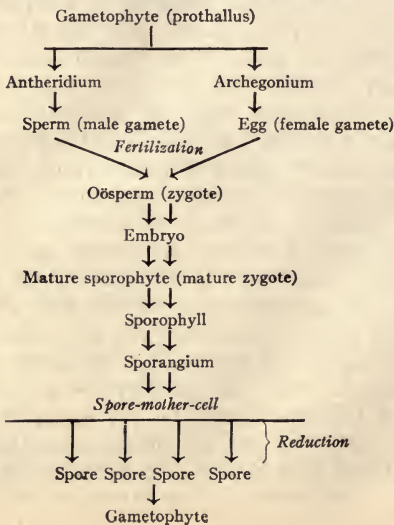 Gametophyte (prothallus)
Antheridium Archegonium
Sperm (male gamete) Egg (female gamete)
Fertilization
Oösperm (zygote)
Embryo
Mature sporophyte (mature zygote)
Sporophyll
Sporangium
Spore-mother-cell
Reduction
Spore Spore Spore Spore
Gametophyte